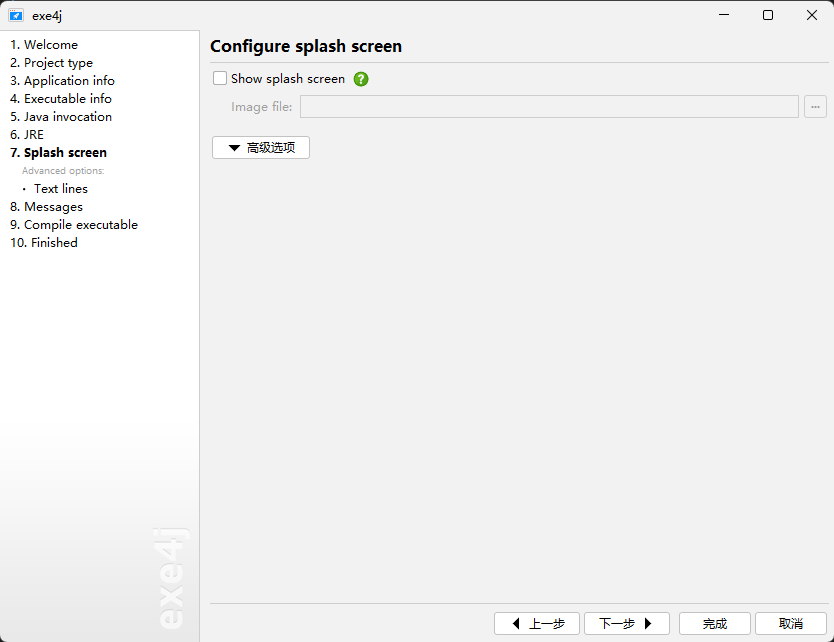 exe4j
1. Welcome
2. Project type
3. Application info
4. Executable info
5. Java invocation
6. JRE
7. Splash screen
Advanced options:
· Text lines
8. Messages
9. Compile executable
10. Finished
exe4j
Configure splash screen
Show splash screen ?
Image file:
...
高级选项
上一步
下一步
完成
取消